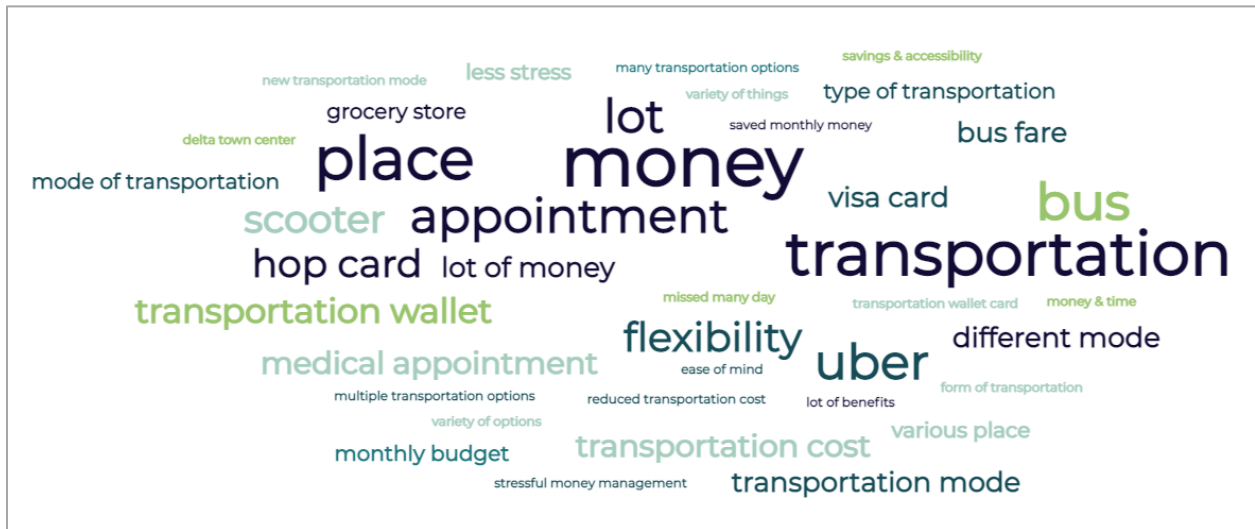 savings & accessibility
many transportation options
less stress
new transportation mode
variety of things
type of transportation
grocery store
lot
saved monthly money
bus fare
delta town center
place
money
mode of transportation
visa card
bus
scooter
appointment
transportation
hop card
lot of money
transportation wallet
missed many day
transportation wallet card
money & time
flexibility
different mode
medical appointment
ease of mind
uber
multiple transportation options
reduced transportation cost
lot of benefits
form of transportation
variety of options
various place
monthly budget
transportation cost
stressful money management
transportation mode